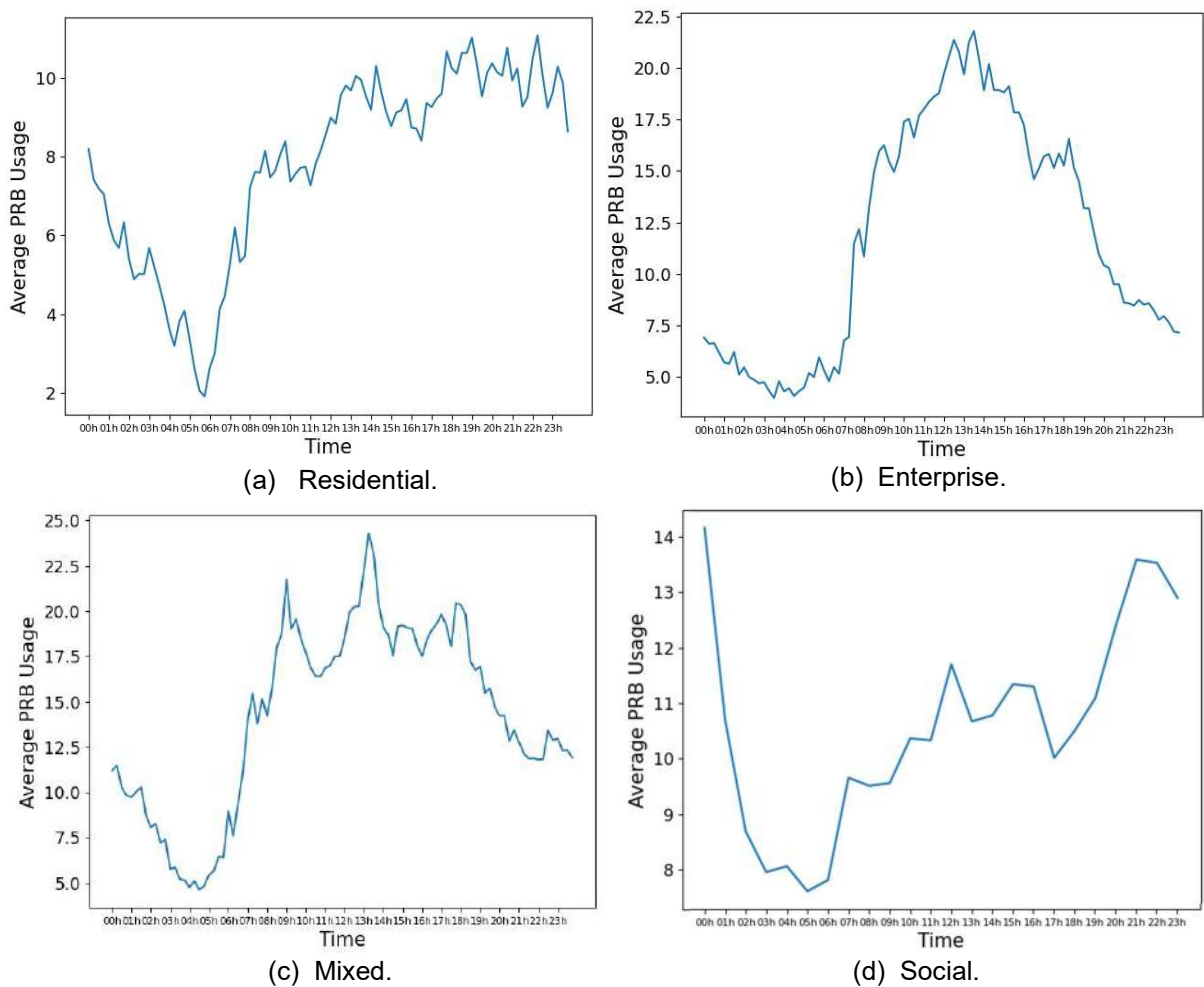 10
8
6
4
2
Average PRB Usage
00h 01h 02h 03h 04h 05h 06h 07h 08h 09h 10h 11h 12h 13h 14h 15h 16h 17h 18h 19h 20h 21h 22h 23h
Time
(a) Residential.
22.5
20.0
17.5
15.0
12.5
10.0
7.5
5.0
Average PRB Usage
00h 01h 02h 03h 04h 05h 06h 07h 08h 09h 10h 11h 12h 13h 14h 15h 16h 17h 18h 19h 20h 21h 22h 23h
Time
(b) Enterprise.
25.0
22.5
20.0
17.5
15.0
12.5
10.0
7.5
5.0
Average PRB Usage
00h 01h 02h 03h 04h 05h 06h 07h 08h 09h 10h 11h 12h 13h 14h 15h 16h 17h 18h 19h 20h 21h 22h 23h
Time
(c) Mixed.
14
13
12
11
10
9
8
Average PRB Usage
00h 01h 02h 03h 04h 05h 06h 07h 08h 09h 10h 11h 12h 13h 14h 15h 16h 17h 18h 19h 20h 21h 22h 23h
Time
(d) Social.